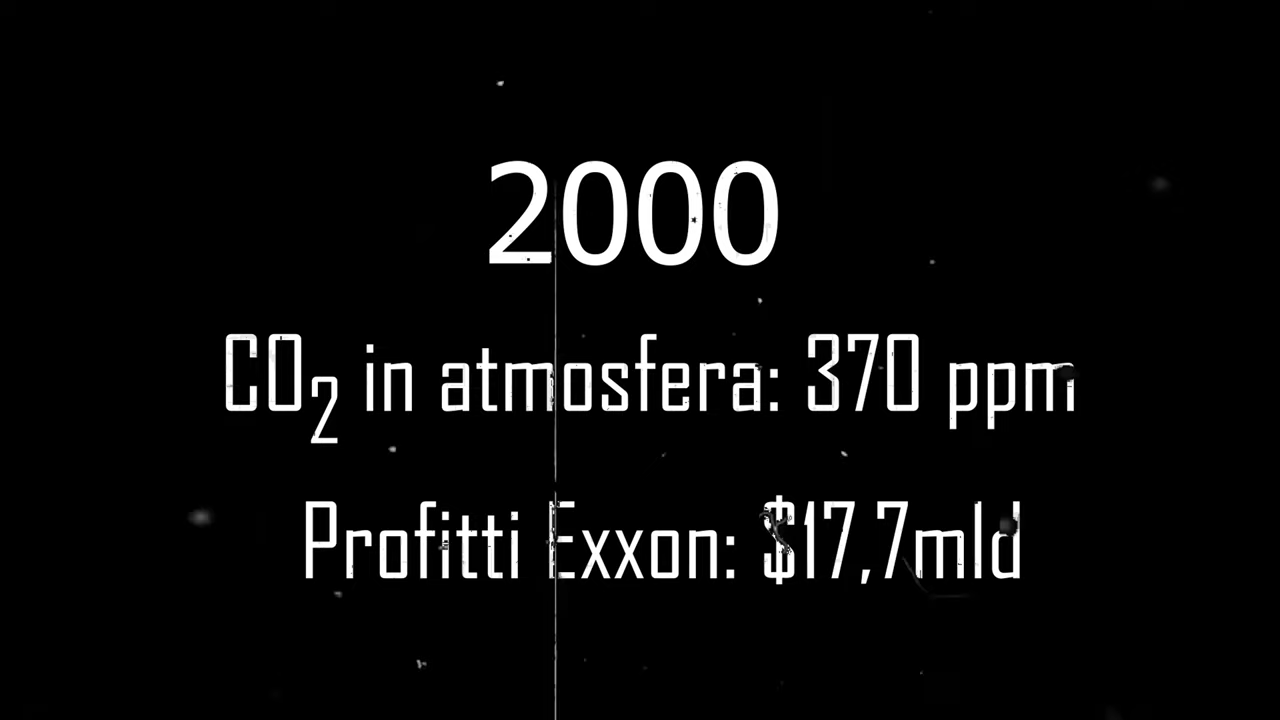 2000
CO₂ in atmosfera: 370 ppm
Profitti Exxon: $17,7mld